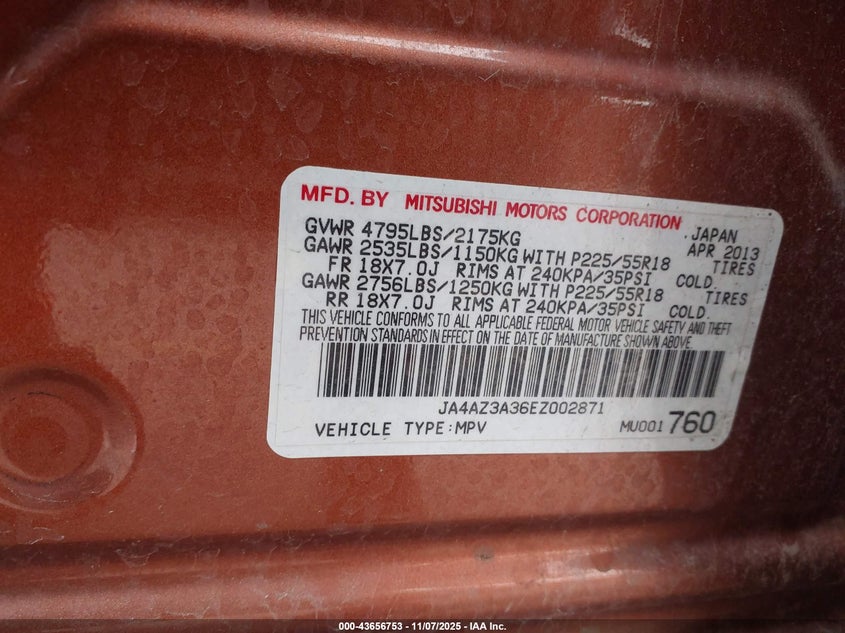 MFD. BY MITSUBISHI MOTORS CORPORATION
GVWR 4795LBS/2175KG JAPAN
GAWR 2535LBS/1150KG WITH P225/55R18 APR 2013
FR 18X7.0J RIMS AT 240KPA/35PSI TIRES COLD.
GAWR 2756LBS/1250KG WITH P225/55R18 TIRES
RR 18X7.0J RIMS AT 240KPA/35PSI COLD.
THIS VEHICLE CONFORMS TO ALL APPLICABLE FEDERAL MOTOR VEHICLE SAFETY AND THEFT
PREVENTION STANDARDS IN EFFECT ON THE DATE OF MANUFACTURE SHOWN ABOVE.
JA4AZ3A36EZ002871
VEHICLE TYPE:MPV MU001 760
000-43656753 - 11/07/2025 - IAA Inc.